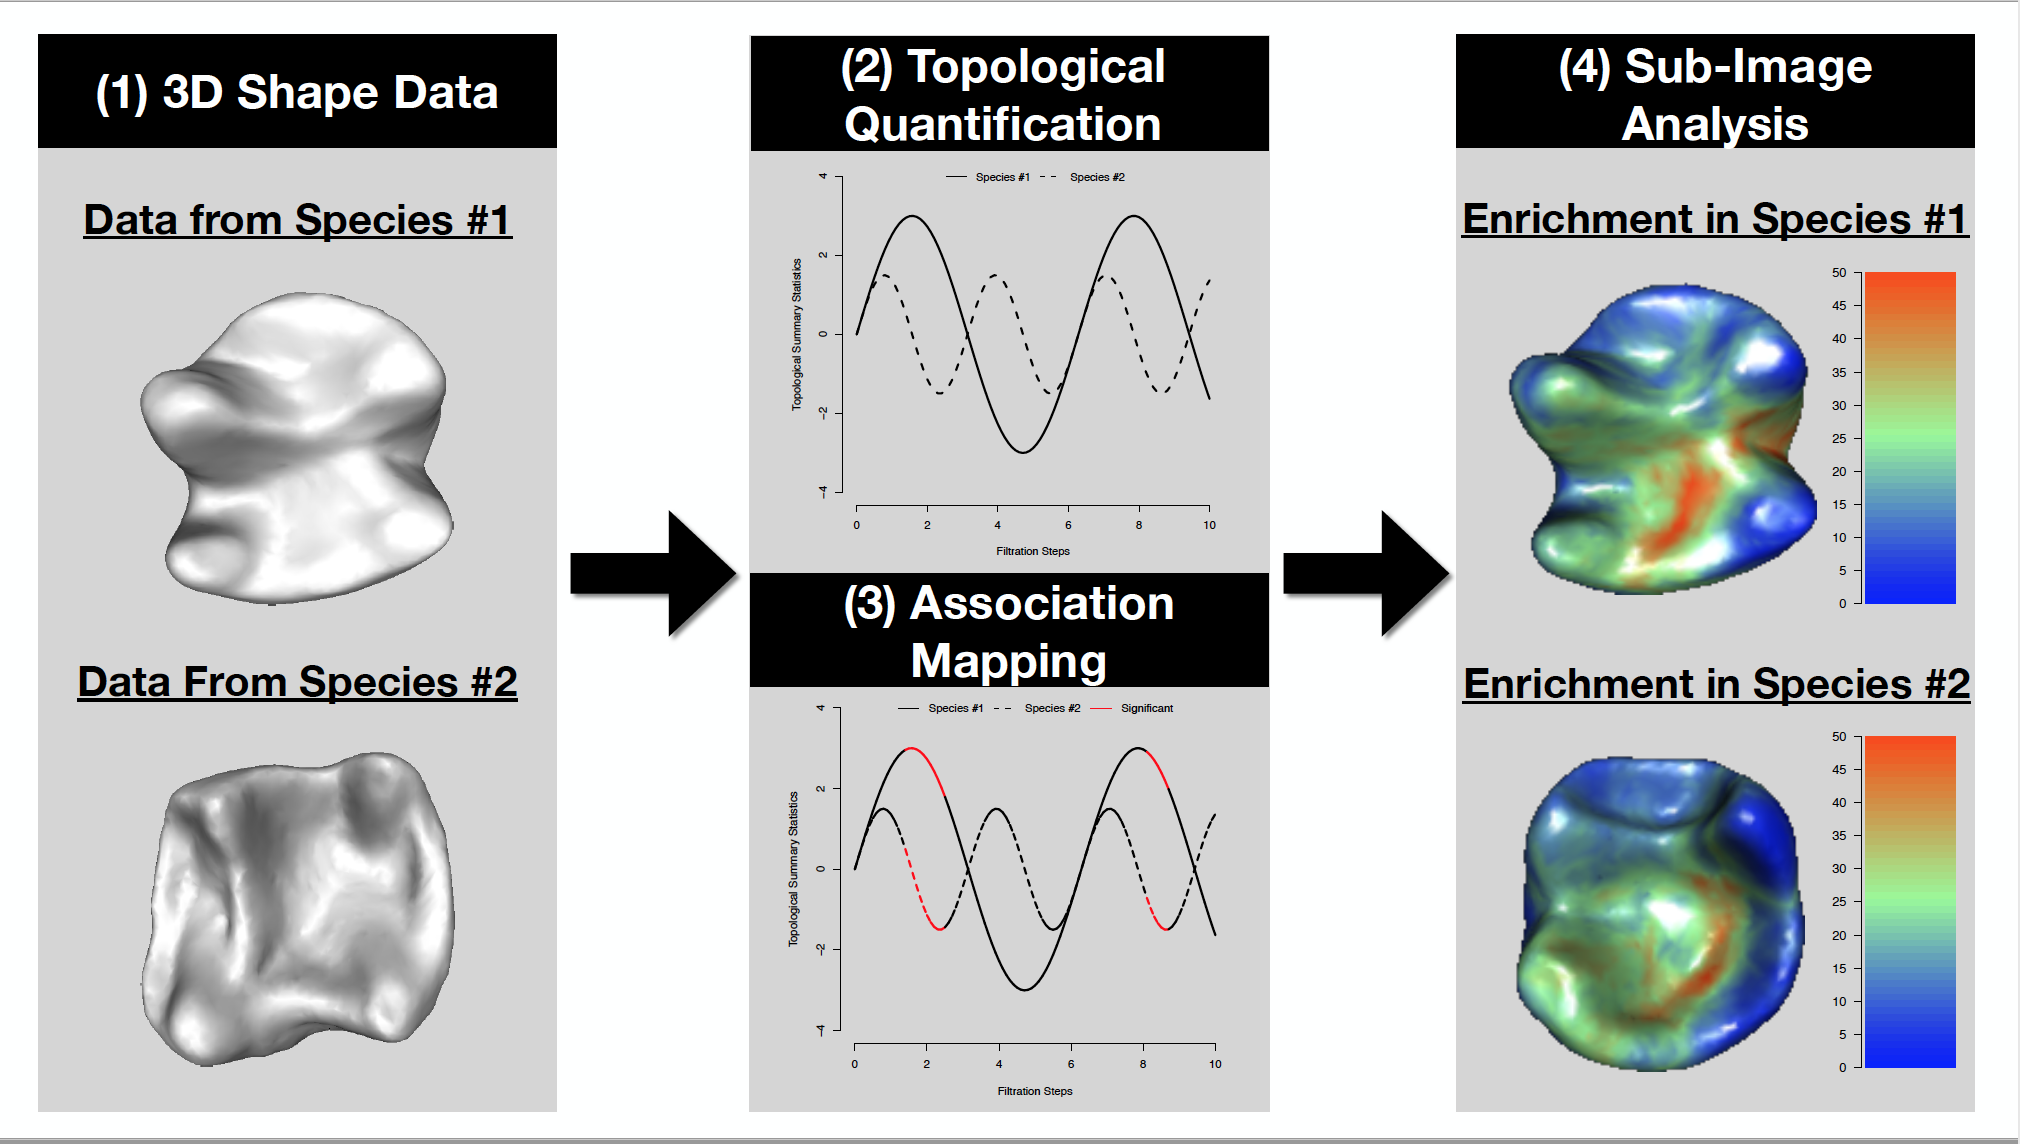 (1) 3D Shape Data
Data from Species #1
Data From Species #2
(2) Topological
Quantification
Species #1
Species #2
4
2
0
−2
−4
Topological Summary Statistics
0 2 4 6 8 10
Filtration Steps
(3) Association
Mapping
Species #1
Species #2
Significant
4
2
0
-2
-4
Topological Summary Statistics
0 2 4 6 8 10
Filtration Steps
(4) Sub-Image
Analysis
Enrichment in Species #1
50
45
40
35
30
25
20
15
10
5
0
Enrichment in Species #2
50
45
40
35
30
25
20
15
10
5
0